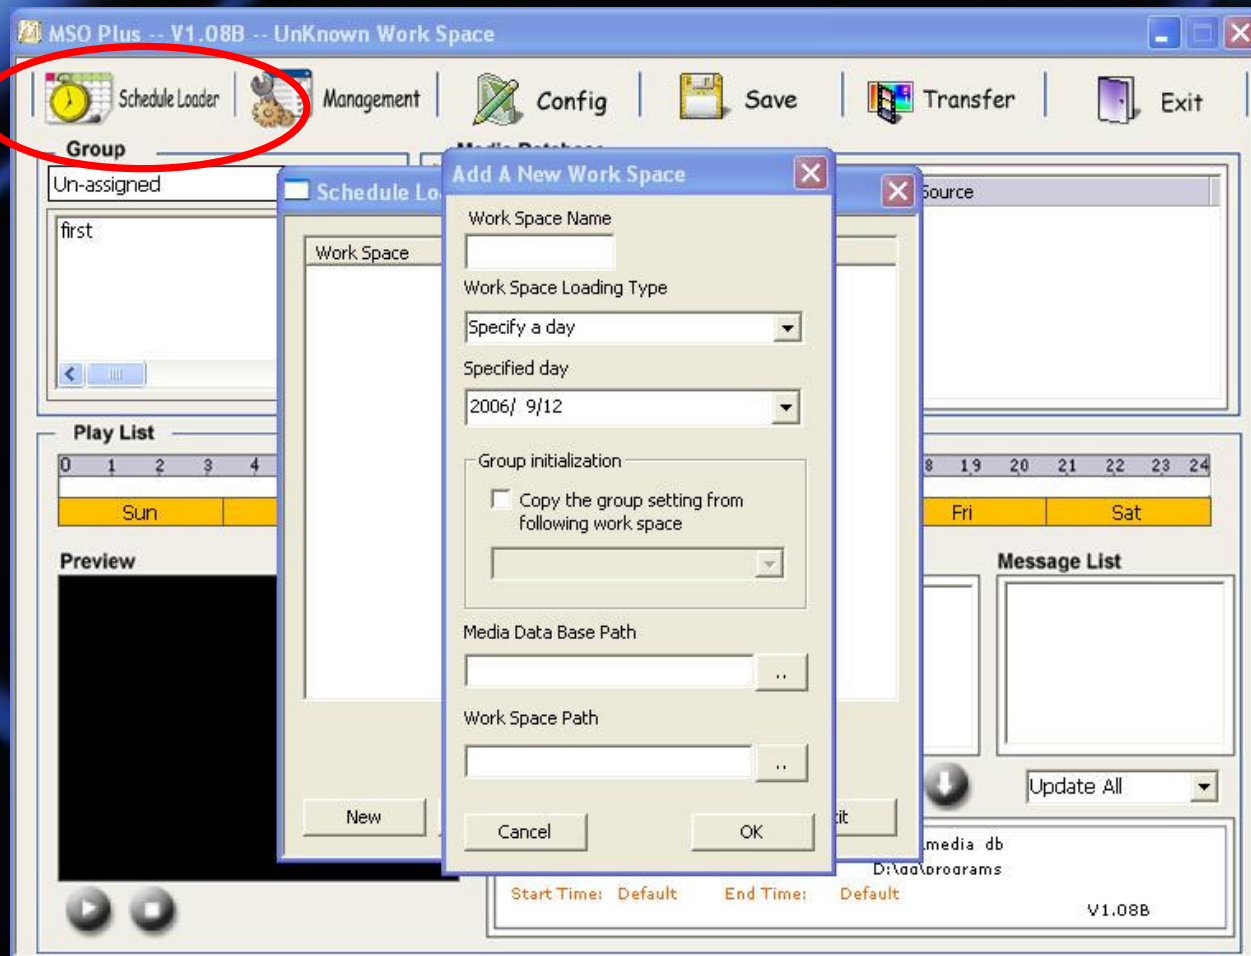 MSO Plus -- V1.08B -- UnKnown Work Space
Schedule Loader Management Config Save Transfer Exit
Group
Un-assigned
first
Schedule Lo
Work Space
Add A New Work Space
Work Space Name
Work Space Loading Type
Specify a day
Specified day
2006/ 9/12
Group initialization
Copy the group setting from
following work space
Media Data Base Path
..
Work Space Path
..
Cancel OK
New
Source
Play List
0 1 2 3 4
8 19 20 21 22 23 24
Sun Fri Sat
Preview
Message List
Update All
media db
D:\qq\programs
Start Time: Default End Time: Default
V1.08B